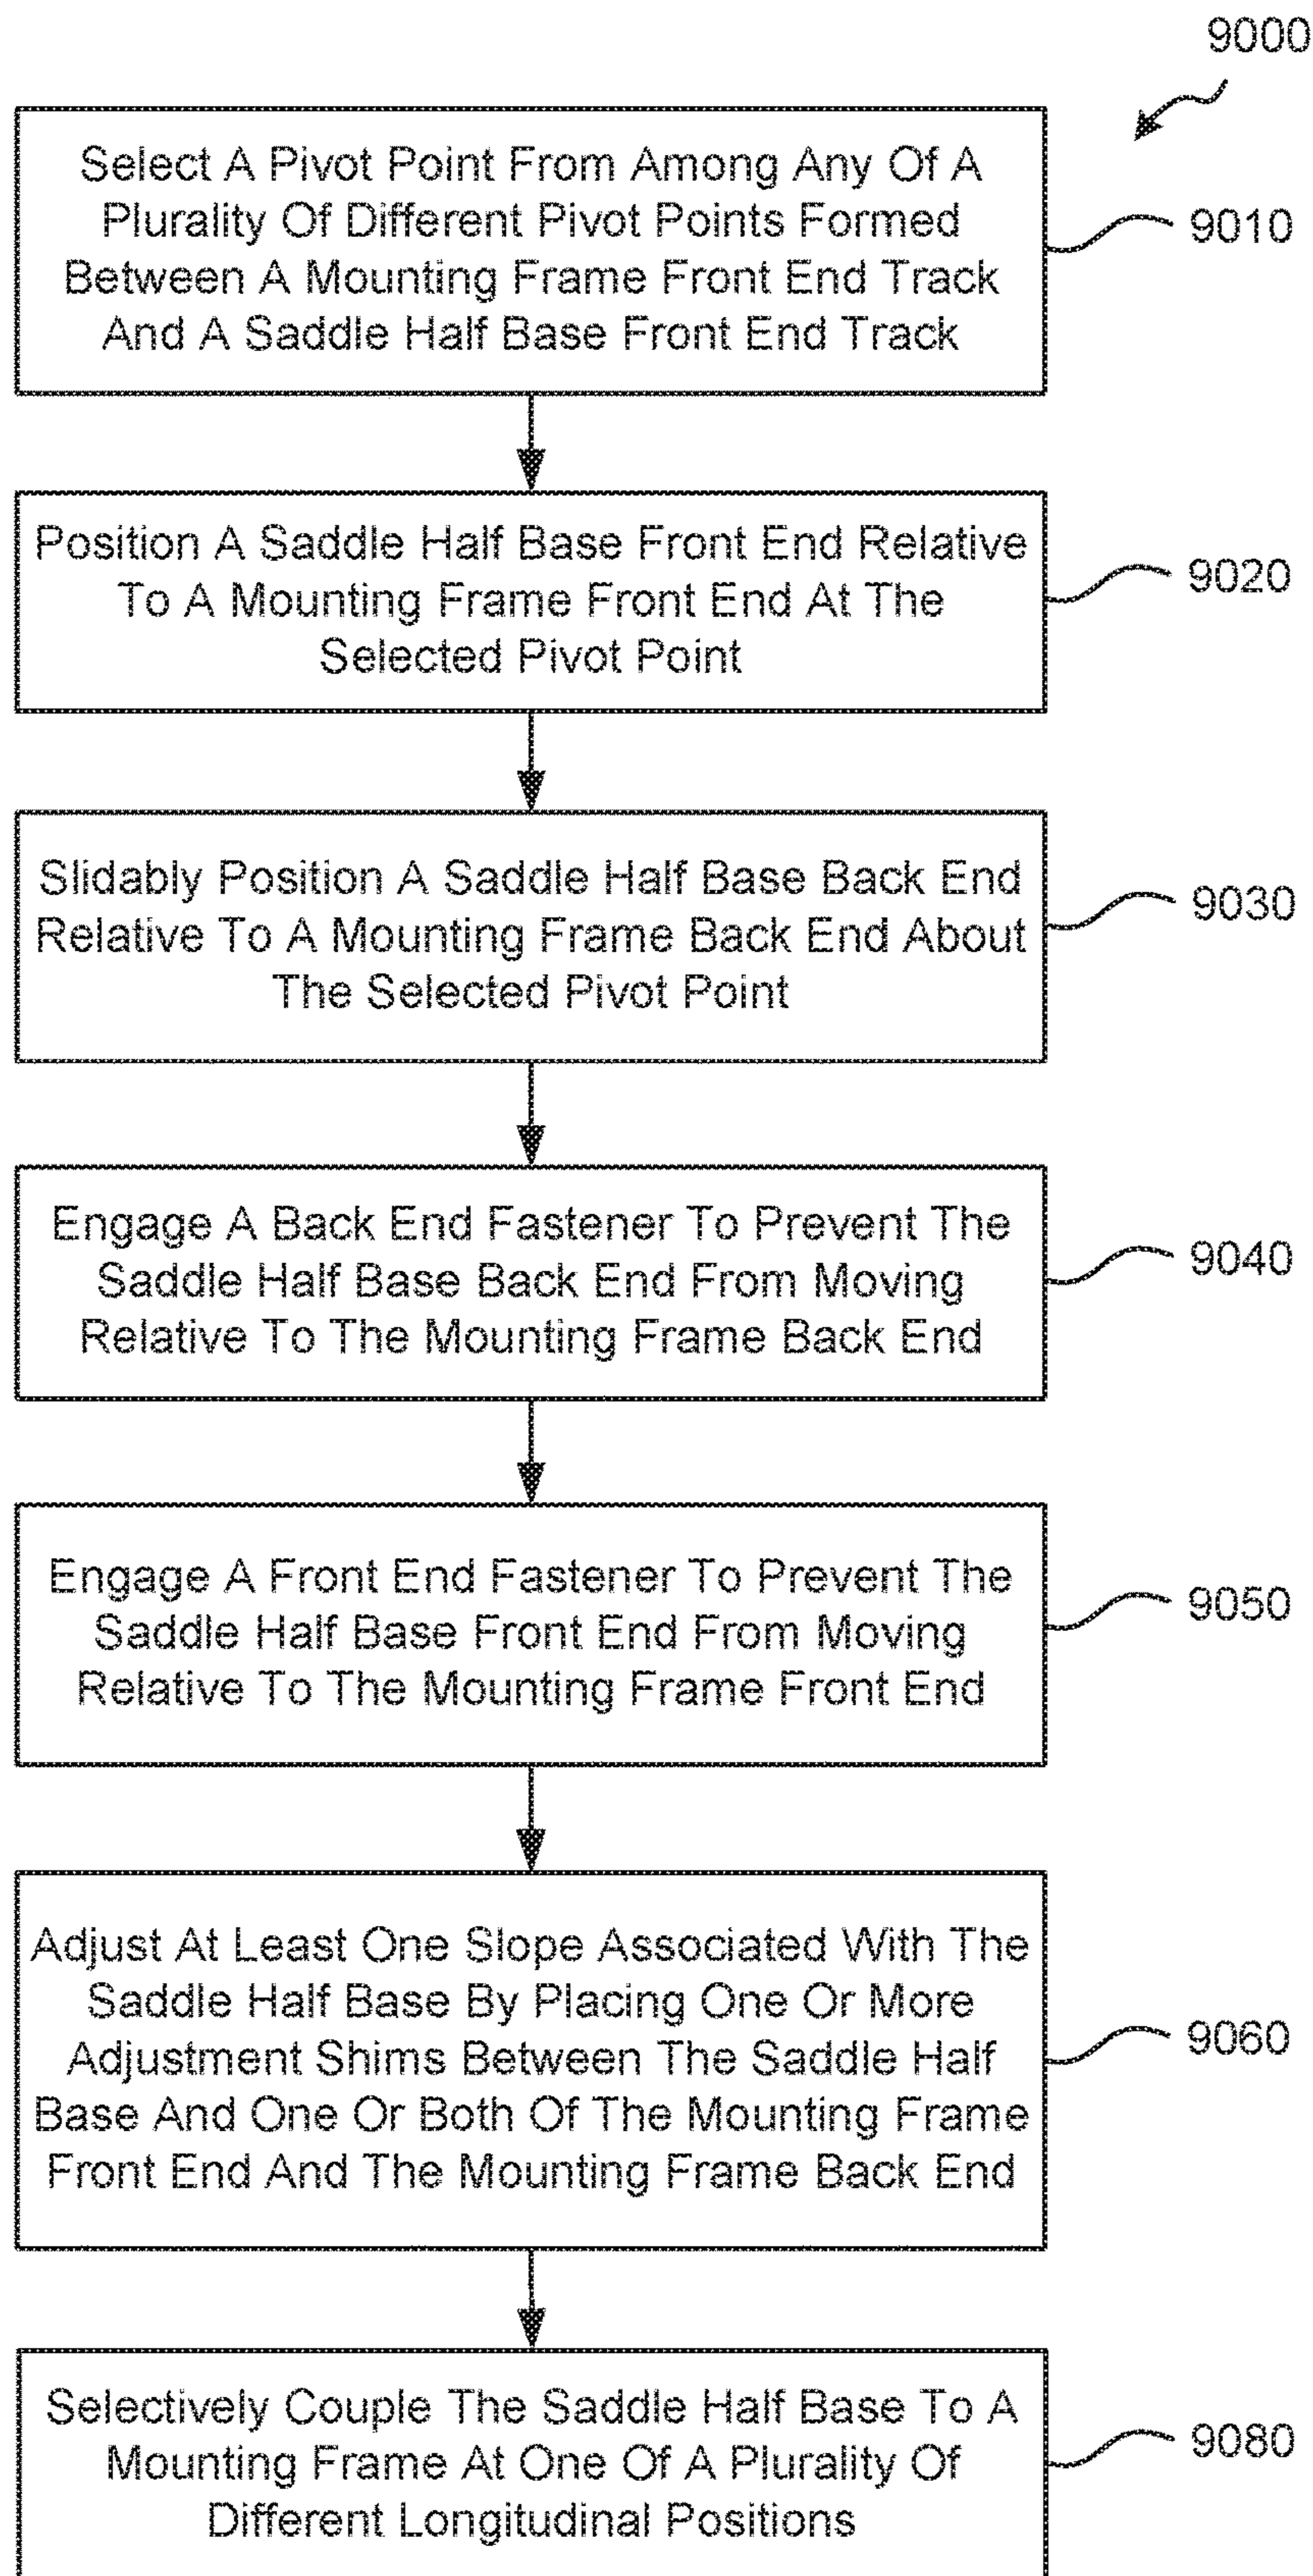 9000
Select A Pivot Point From Among Any Of A
Plurality Of Different Pivot Points Formed
Between A Mounting Frame Front End Track
And A Saddle Half Base Front End Track
9010
Position A Saddle Half Base Front End Relative
To A Mounting Frame Front End At The
Selected Pivot Point
9020
Slidably Position A Saddle Half Base Back End
Relative To A Mounting Frame Back End About
The Selected Pivot Point
9030
Engage A Back End Fastener To Prevent The
Saddle Half Base Back End From Moving
Relative To The Mounting Frame Back End
9040
Engage A Front End Fastener To Prevent The
Saddle Half Base Front End From Moving
Relative To The Mounting Frame Front End
9050
Adjust At Least One Slope Associated With The
Saddle Half Base By Placing One Or More
Adjustment Shims Between The Saddle Half
Base And One Or Both Of The Mounting Frame
Front End And The Mounting Frame Back End
9060
Selectively Couple The Saddle Half Base To A
Mounting Frame At One Of A Plurality Of
Different Longitudinal Positions
9080